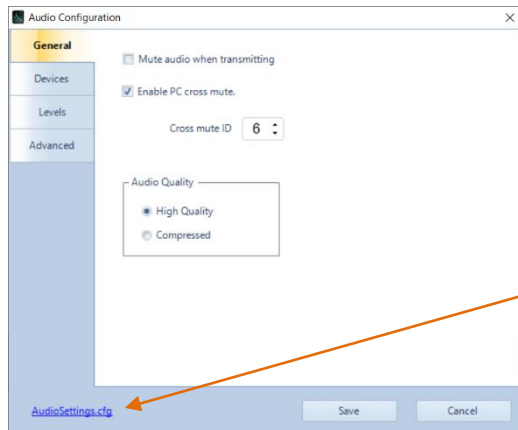 Audio Configuration
General
Devices
Levels
Advanced
Mute audio when transmitting
Enable PC cross mute.
Cross mute ID 6
Audio Quality
High Quality
Compressed
AudioSettings.cfg
Save Cancel